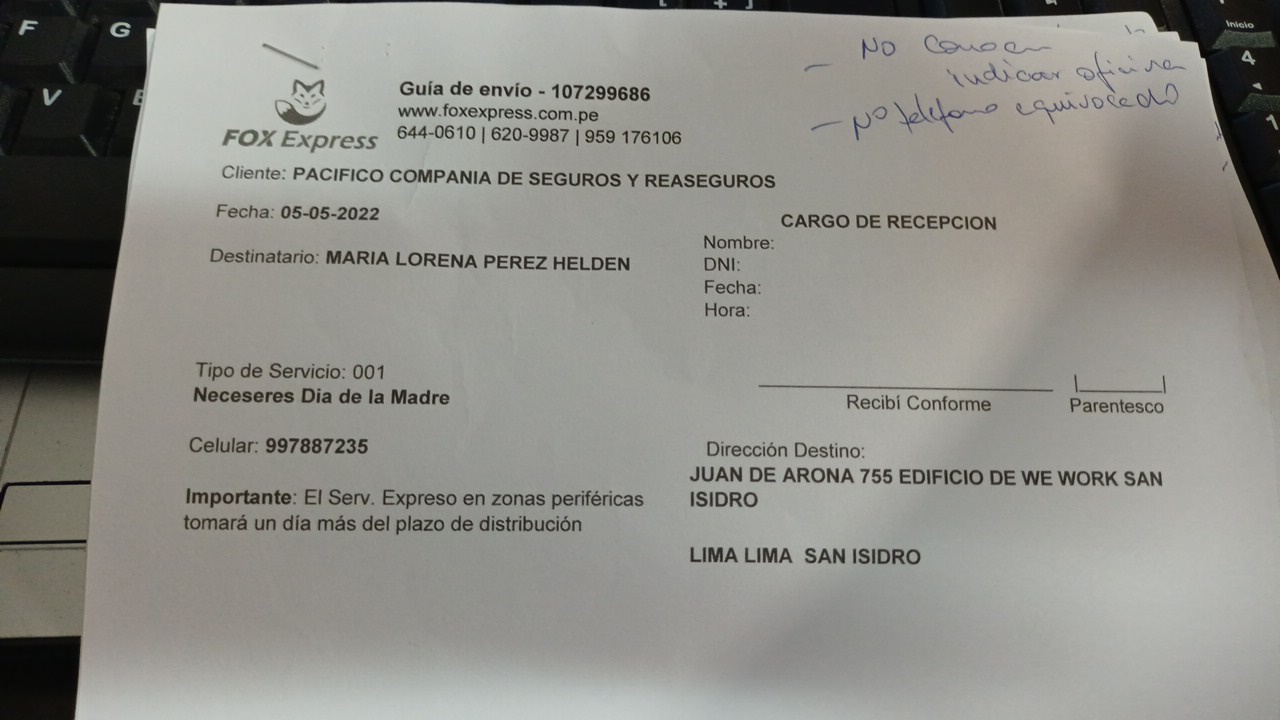 - No conocen
indicar oficina
- Nº teléfono equivocado
FOX Express
Guía de envío - 107299686
www.foxexpress.com.pe
644-0610 | 620-9987 | 959 176106
Cliente: PACIFICO COMPANIA DE SEGUROS Y REASEGUROS
Fecha: 05-05-2022
Destinatario: MARIA LORENA PEREZ HELDEN
CARGO DE RECEPCION
Nombre:
DNI:
Fecha:
Hora:
Tipo de Servicio: 001
Neceseres Dia de la Madre
Recibí Conforme
Parentesco
Celular: 997887235
Importante: El Serv. Expreso en zonas periféricas
tomará un día más del plazo de distribución
Dirección Destino:
JUAN DE ARONA 755 EDIFICIO DE WE WORK SAN
ISIDRO
LIMA LIMA SAN ISIDRO
F
G
V
Inicio
4
1